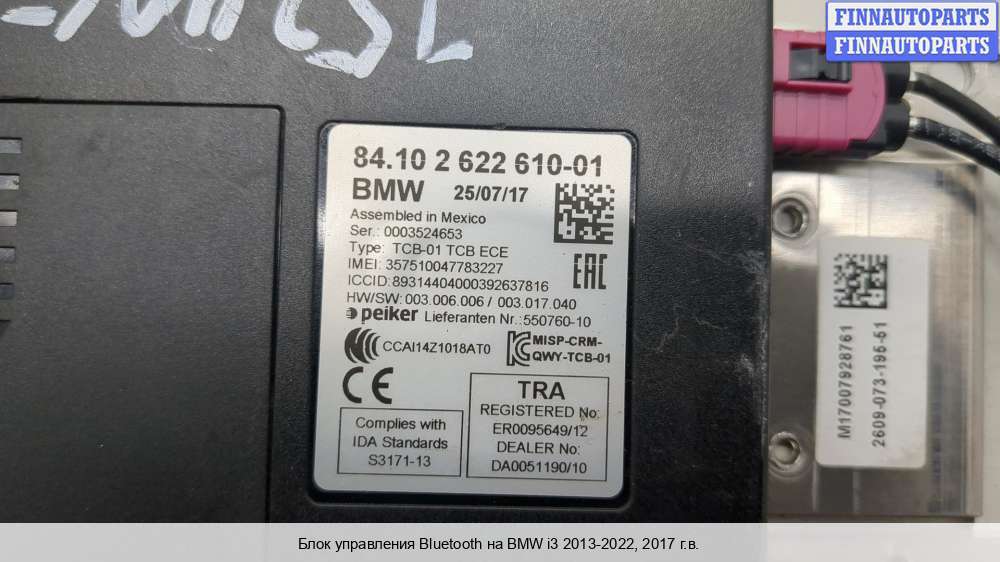 FINNAUTOPARTS
FINNAUTOPARTS
84.10 2 622 610-01
BMW 25/07/17
Assembled in Mexico
Ser.: 0003524653
Type: TCB-01 TCB ECE
IMEI: 357510047783227
ICCID: 89314404000392637816
HW/SW: 003.006.006 / 003.017.040
peiker Lieferanten Nr.:550760-10
EAC
CCAI14Z1018AT0
MISP-CRM-
QWY-TCB-01
CE
Complies with
IDA Standards
S3171-13
TRA
REGISTERED No:
ER0095649/12
DEALER No:
DA0051190/10
M17007928761
2609-073-195-51
Блок управления Bluetooth на BMW i3 2013-2022, 2017 г.в.